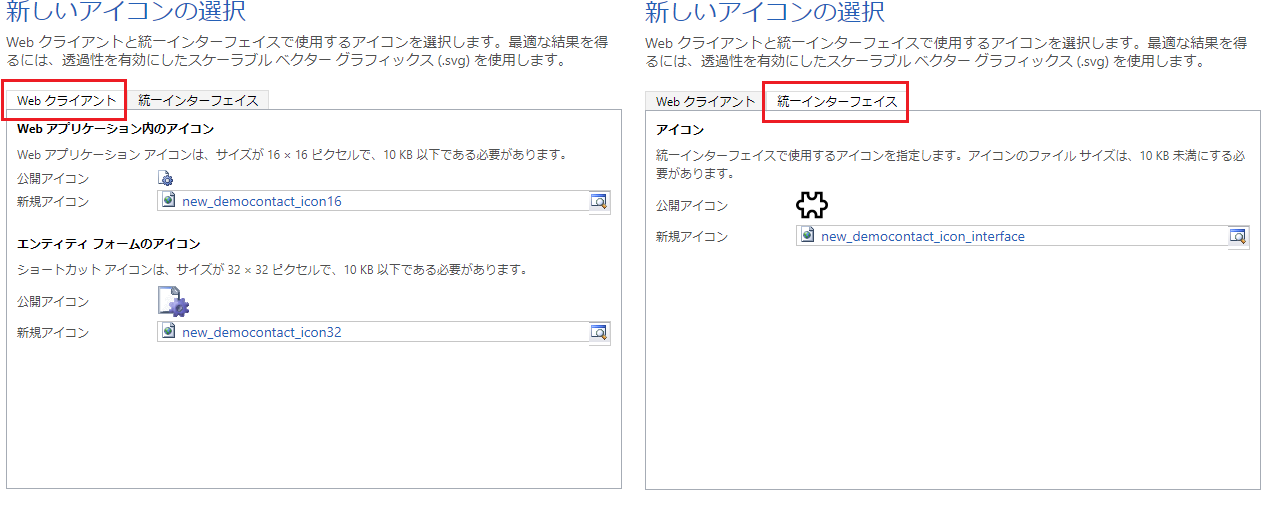 新しいアイコンの選択
Web クライアントと統一インターフェイスで使用するアイコンを選択します。最適な結果を得
るには、透過性を有効にしたスケーラブル ベクター グラフィックス (.svg) を使用します。
Web クライアント
統一インターフェイス
Web アプリケーション内のアイコン
Web アプリケーション アイコンは、サイズが 16 × 16 ピクセルで、10 KB 以下である必要があります。
公開アイコン
新規アイコン
new_democontact_icon16
エンティティ フォームのアイコン
ショートカット アイコンは、サイズが 32 × 32 ピクセルで、10 KB 以下である必要があります。
公開アイコン
新規アイコン
new_democontact_icon32
新しいアイコンの選択
Web クライアントと統一インターフェイスで使用するアイコンを選択します。最適な結果を得
るには、透過性を有効にしたスケーラブル ベクター グラフィックス (.svg) を使用します。
Web クライアント
統一インターフェイス
アイコン
統一インターフェイスで使用するアイコンを指定します。アイコンのファイル サイズは、10 KB 未満にする必
要があります。
公開アイコン
新規アイコン
new_democontact_icon_interface